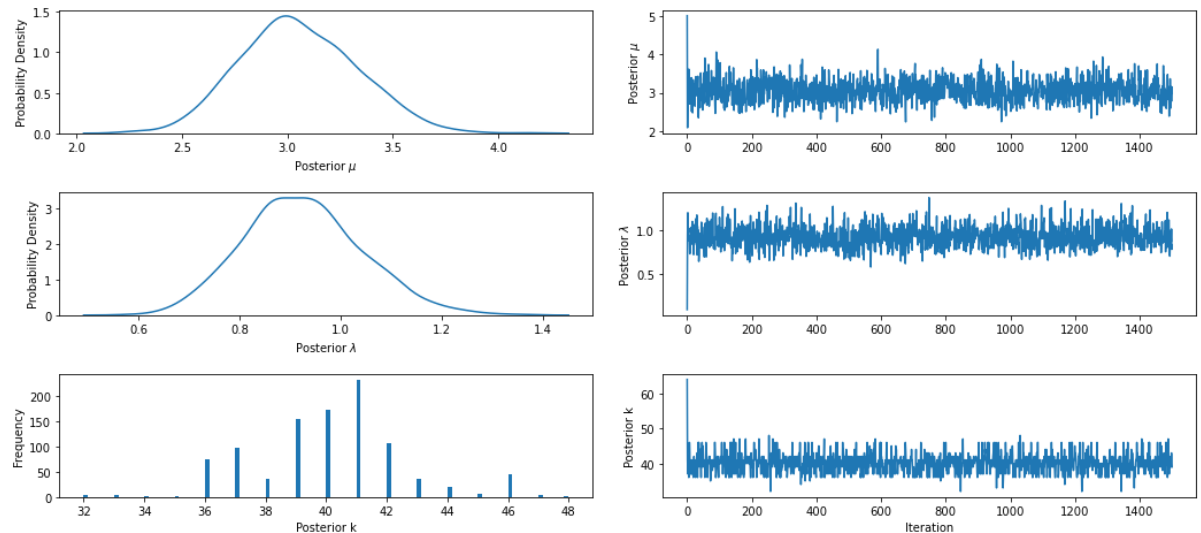 1.5
1.0
0.5
0.0
Probability Density
2.0 2.5 3.0 3.5 4.0
Posterior μ
5
4
3
2
Posterior μ
0 200 400 600 800 1000 1200 1400
3
2
1
0
Probability Density
0.6 0.8 1.0 1.2 1.4
Posterior λ
1.0
0.5
Posterior λ
0 200 400 600 800 1000 1200 1400
200
150
100
50
0
Frequency
32 34 36 38 40 42 44 46 48
Posterior k
60
50
40
Posterior k
0 200 400 600 800 1000 1200 1400
Iteration